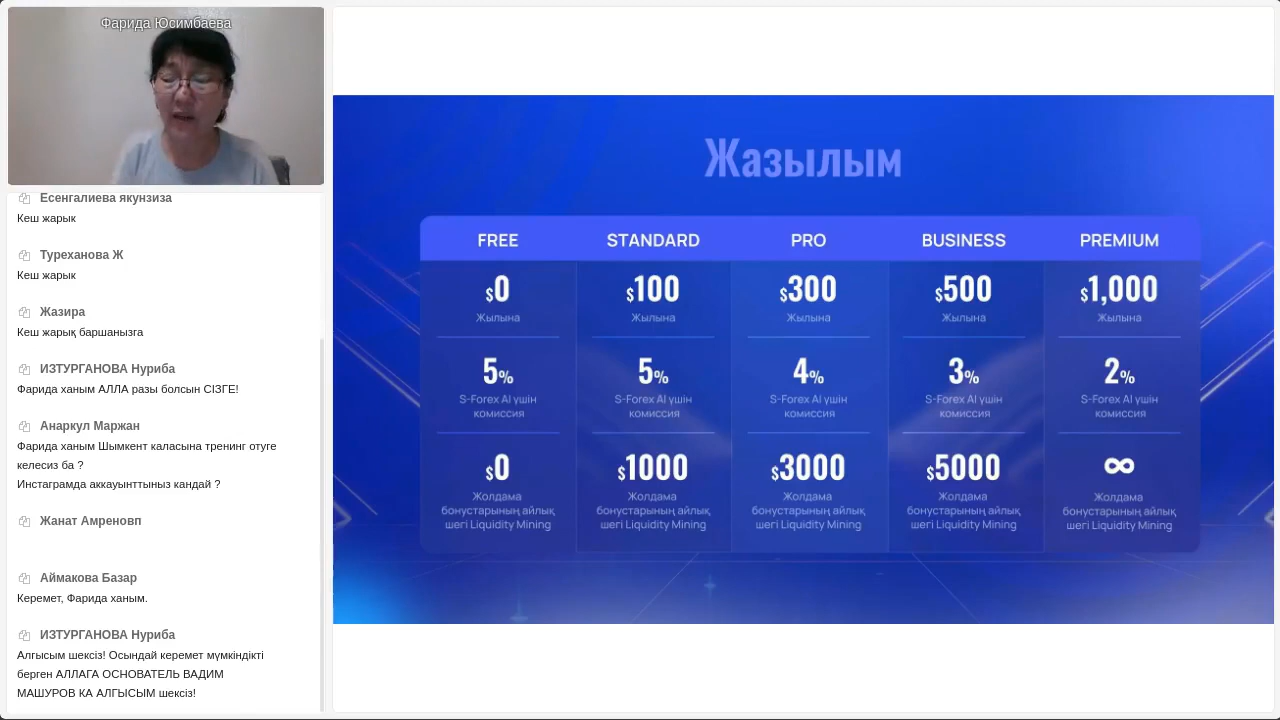 Фарида Юсимбаева
Есенгалиева якунзиза
Кеш жарык
Туреханова Ж
Кеш жарык
Жазира
Кеш жарық баршанызга
ИЗТУРГАНОВА Нуриба
Фарида ханым АЛЛА разы болсын СІЗГЕ!
Анаркул Маржан
Фарида ханым Шымкент каласына тренинг отуге
келесиз ба ?
Инстаграмда аккауынттыныз кандай ?
Жанат Амреновп
Аймакова Базар
Керемет, Фарида ханым.
ИЗТУРГАНОВА Нуриба
Алгысым шексіз! Осындай керемет мүмкіндікті
берген АЛЛАГА ОСНОВАТЕЛЬ ВАДИМ
МАШУРОВ КА АЛГЫСЫМ шексіз!
Жазылым
FREE STANDARD PRO BUSINESS PREMIUM
$0 $100 $300 $500 $1,000
Жылына Жылына Жылына Жылына Жылына
5% 5% 4% 3% 2%
S-Forex AI үшін S-Forex AI үшін S-Forex AI үшін S-Forex AI үшін S-Forex AI үшін
комиссия комиссия комиссия комиссия комиссия
$0 $1000 $3000 $5000 ∞
Жолдама Жолдама Жолдама Жолдама Жолдама
бонустарының айлық бонустарының айлық бонустарының айлық бонустарының айлық бонустарының айлық
шегі Liquidity Mining шегі Liquidity Mining шегі Liquidity Mining шегі Liquidity Mining шегі Liquidity Mining